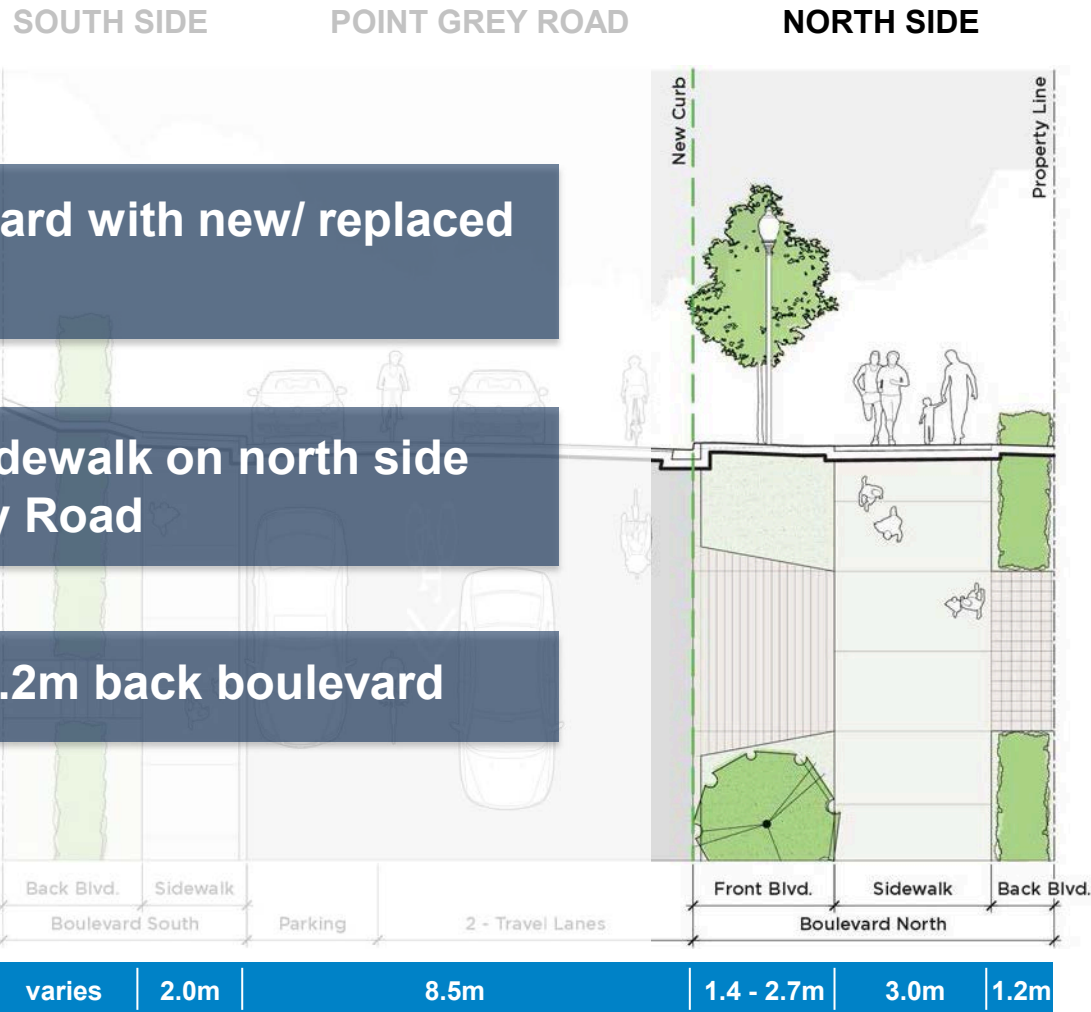 SOUTH SIDE POINT GREY ROAD NORTH SIDE
New Curb
Property Line
ard with new/ replaced
dewalk on north side
y Road
.2m back boulevard
Back Blvd. Sidewalk Front Blvd. Sidewalk Back Blvd.
Boulevard South Parking 2 - Travel Lanes Boulevard North
varies 2.0m 8.5m 1.4 - 2.7m 3.0m 1.2m